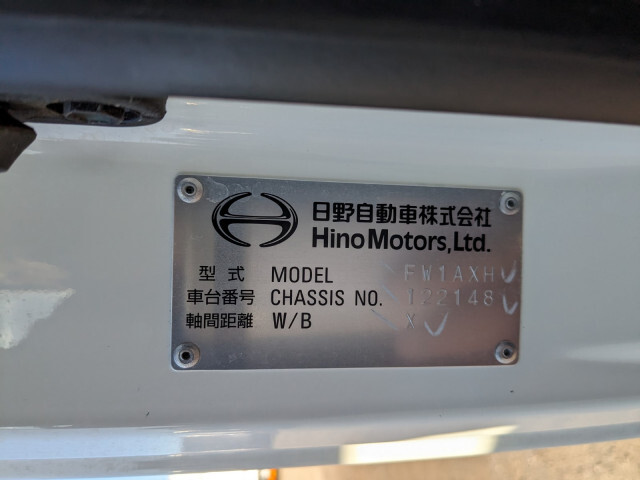 日野自動車株式会社
Hino Motors, Ltd.
型式 MODEL FW1AXH
車台番号 CHASSIS NO. 122148
軸間距離 W/B X